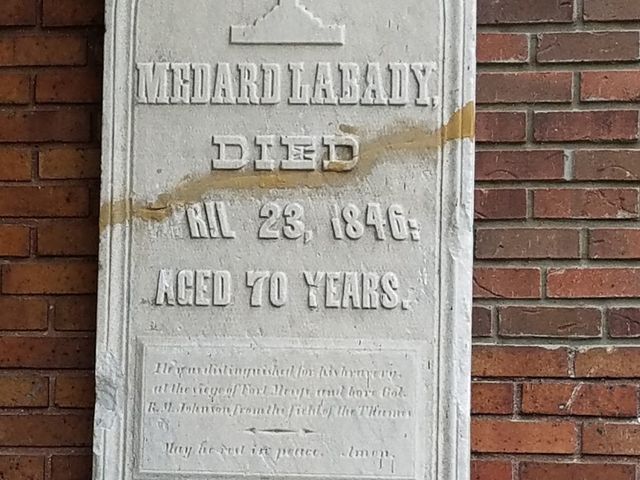 MEDARD LABADY,
DIED
APRIL 23, 1846:
AGED 70 YEARS.
He was distinguished for his bravery.
at the siege of Fort Meigs and bore Col.
R. M. Johnson from the field of the Thames
May he rest in peace. Amen.